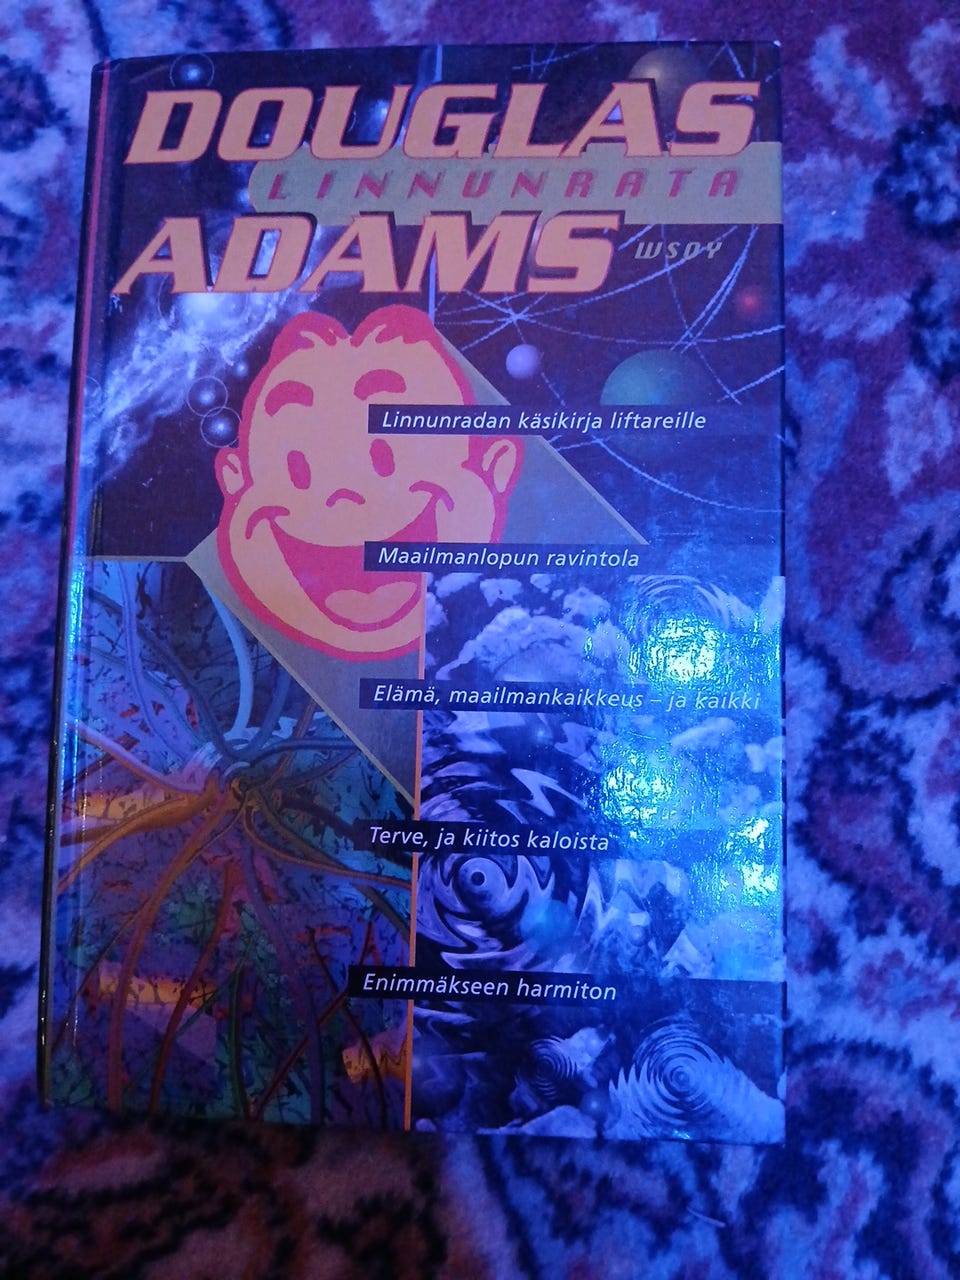 DOUGLAS
LINNUNRATA
ADAMS
WSOY
Linnunradan käsikirja liftareille
Maailmanlopun ravintola
Elämä, maailmankaikkeus – ja kaikki
Terve, ja kiitos kaloista
Enimmäkseen harmiton